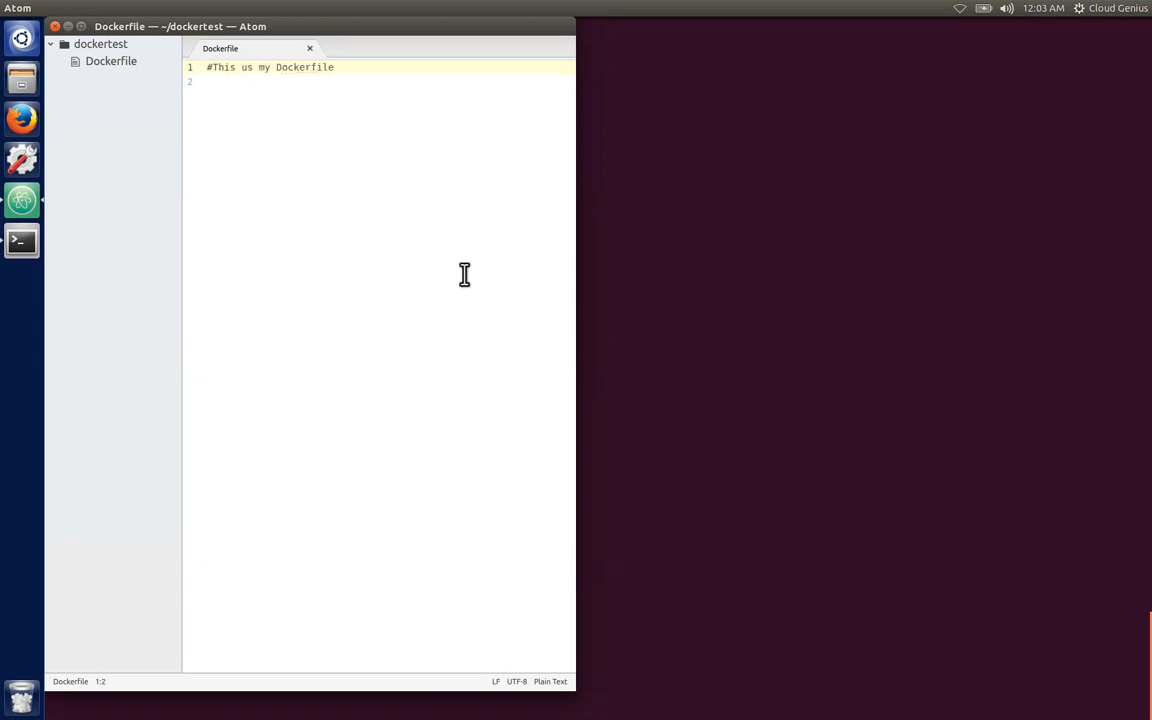 Atom
12:03 AM
Cloud Genius
Dockerfile — ~/dockertest — Atom
dockertest
Dockerfile
Dockerfile
1 #This us my Dockerfile
2
Dockerfile 1:2
LF UTF-8 Plain Text